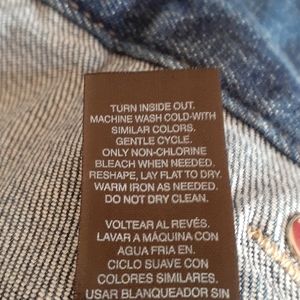 TURN INSIDE OUT.
MACHINE WASH COLD-WITH
SIMILAR COLORS.
GENTLE CYCLE.
ONLY NON-CHLORINE
BLEACH WHEN NEEDED.
RESHAPE, LAY FLAT TO DRY.
WARM IRON AS NEEDED.
DO NOT DRY CLEAN.
VOLTEAR AL REVÉS.
LAVAR A MÁQUINA CON
AGUA FRIA EN.
CICLO SUAVE CON
COLORES SIMILARES.
USAR BLANQUEADOR SIN